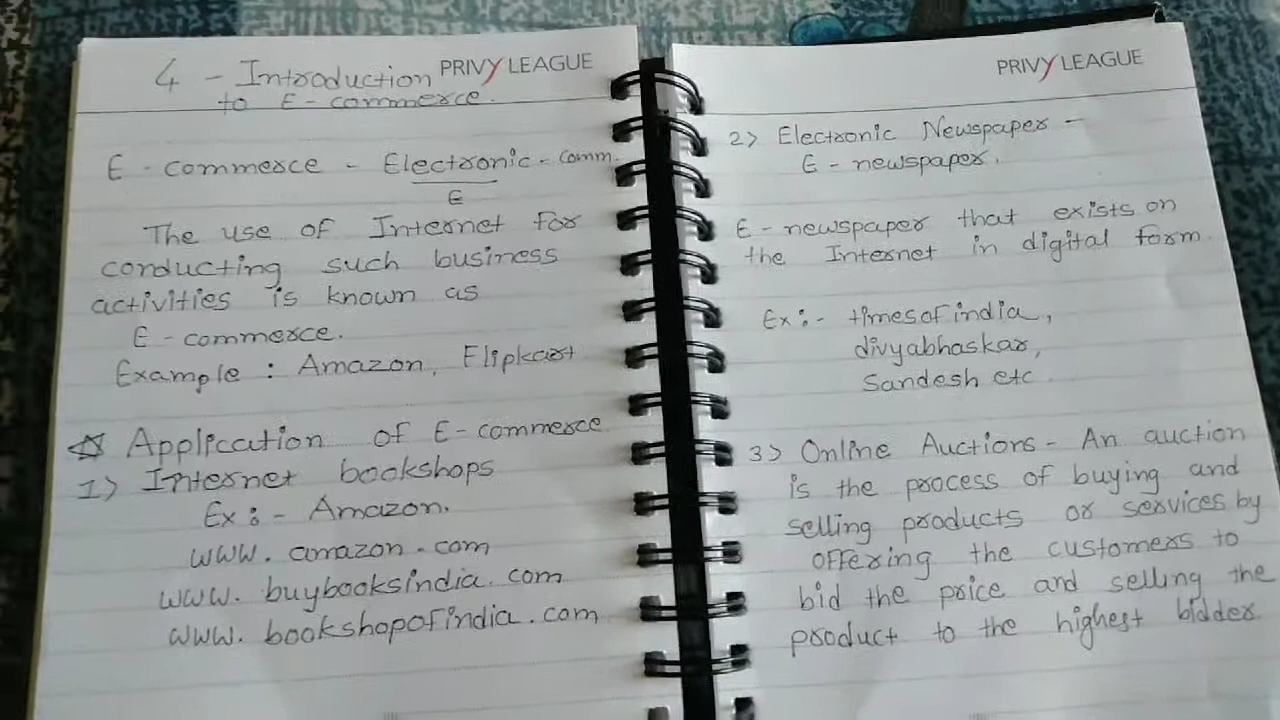 4 - Introduction PRIVY LEAGUE
to E-commerce.
E-commerce - Electronic-comm.
E
The use of Internet for
conducting such business
activities is known as
E-commerce.
Example : Amazon, Flipkart
☆ Application of E-commerce
1) Internet bookshops
Ex:- Amazon.
www.amazon.com
www.buybooksindia.com
www.bookshopofindia.com
PRIVY LEAGUE
2) Electronic Newspaper -
E-newspaper.
E-newspaper that exists on
the Internet in digital form
Ex:- timesofindia,
divyabhaskar,
Sandesh etc
3) Online Auctions - An auction
is the process of buying and
selling products or services by
offering the customers to
bid the price and selling the
product to the highest bidder.